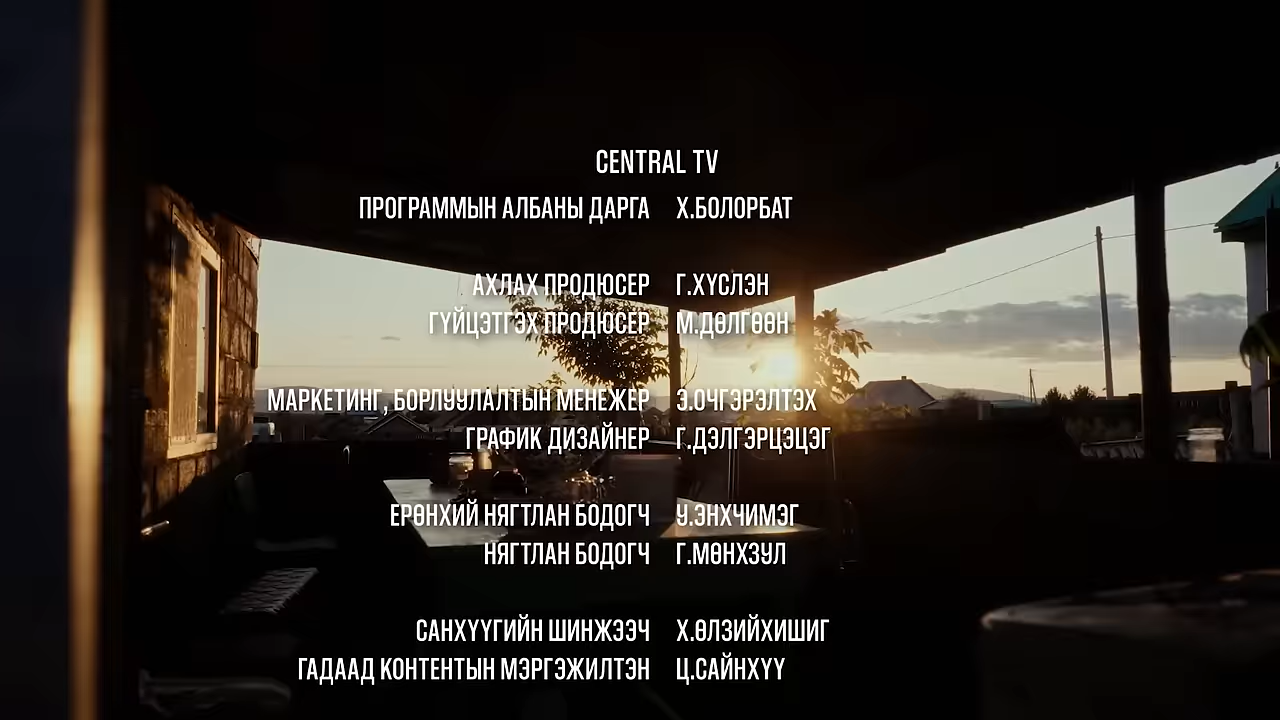 CENTRAL TV
ПРОГРАММЫН АЛБАНЫ ДАРГА Х.БОЛОРБАТ
АХЛАХ ПРОДЮСЕР Г.ХҮСЛЭН
ГҮЙЦЭТГЭХ ПРОДЮСЕР М.ДӨЛГӨӨН
МАРКЕТИНГ, БОРЛУУЛАЛТЫН МЕНЕЖЕР Э.ОЧГЭРЭЛТЭХ
ГРАФИК ДИЗАЙНЕР Г.ДЭЛГЭРЦЭЦЭГ
ЕРӨНХИЙ НЯГТЛАН БОДОГЧ У.ЭНХЧИМЭГ
НЯГТЛАН БОДОГЧ Г.МӨНХЗУЛ
САНХҮҮГИЙН ШИНЖЭЭЧ Х.ӨЛЗИЙХИШИГ
ГАДААД КОНТЕНТЫН МЭРГЭЖИЛТЭН Ц.САЙНХҮҮ